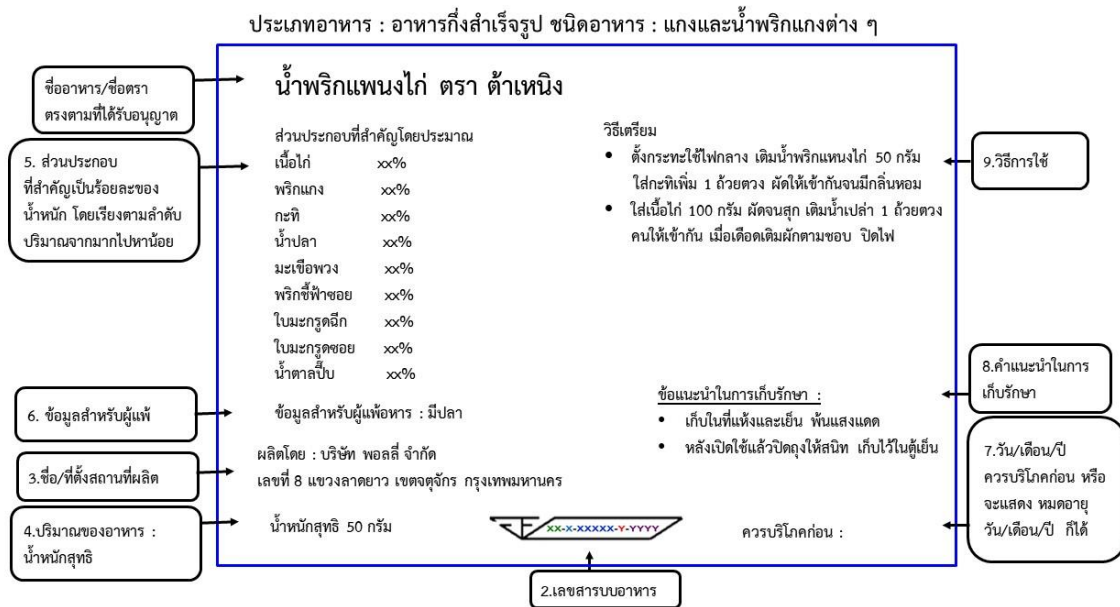 ประเภทอาหาร : อาหารกึ่งสำเร็จรูป ชนิดอาหาร : แกงและน้ำพริกแกงต่าง ๆ
ชื่ออาหาร/ชื่อตรา
ตรงตามที่ได้รับอนุญาต
น้ำพริกแพนงไก่ ตรา ต้าเหนิง
5. ส่วนประกอบ
ที่สำคัญเป็นร้อยละของ
น้ำหนัก โดยเรียงตามลำดับ
ปริมาณจากมากไปหาน้อย
ส่วนประกอบที่สำคัญโดยประมาณ
เนื้อไก่ xx%
พริกแกง xx%
กะทิ xx%
น้ำปลา xx%
มะเขือพวง xx%
พริกชี้ฟ้าซอย xx%
ใบมะกรูดฉีก xx%
ใบมะกรูดซอย xx%
น้ำตาลปี๊บ xx%
วิธีเตรียม
• ตั้งกระทะใช้ไฟกลาง เติมน้ำพริกแหนงไก่ 50 กรัม
ใส่กะทิเพิ่ม 1 ถ้วยตวง ผัดให้เข้ากันจนมีกลิ่นหอม
• ใส่เนื้อไก่ 100 กรัม ผัดจนสุก เติมน้ำเปล่า 1 ถ้วยตวง
คนให้เข้ากัน เมื่อเดือดเติมผักตามชอบ ปิดไฟ
9.วิธีการใช้
6. ข้อมูลสำหรับผู้แพ้
ข้อมูลสำหรับผู้แพ้อหาร : มีปลา
ข้อแนะนำในการเก็บรักษา :
• เก็บในที่แห้งและเย็น พ้นแสงแดด
• หลังเปิดใช้แล้วปิดถุงให้สนิท เก็บไว้ในตู้เย็น
8.คำแนะนำในการ
เก็บรักษา
3.ชื่อ/ที่ตั้งสถานที่ผลิต
ผลิตโดย : บริษัท พอลลี่ จำกัด
เลขที่ 8 แขวงลาดยาว เขตจตุจักร กรุงเทพมหานคร
4.ปริมาณของอาหาร :
น้ำหนักสุทธิ
น้ำหนักสุทธิ 50 กรัม
XX-X-XXXXX-Y-YYYY
ควรบริโภคก่อน :
7.วัน/เดือน/ปี
ควรบริโภคก่อน หรือ
จะแสดง หมดอายุ
วัน/เดือน/ปี ก็ได้
2.เลขสารบบอาหาร